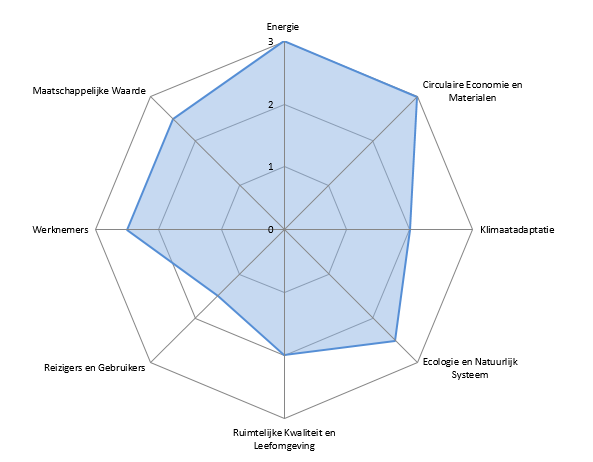 Energie
3
Maatschappelijke Waarde
Circulaire Economie en
Materialen
2
1
Werknemers
0
Klimaatadaptatie
Reizigers en Gebruikers
Ecologie en Natuurlijk
Systeem
Ruimtelijke Kwaliteit en
Leefomgeving